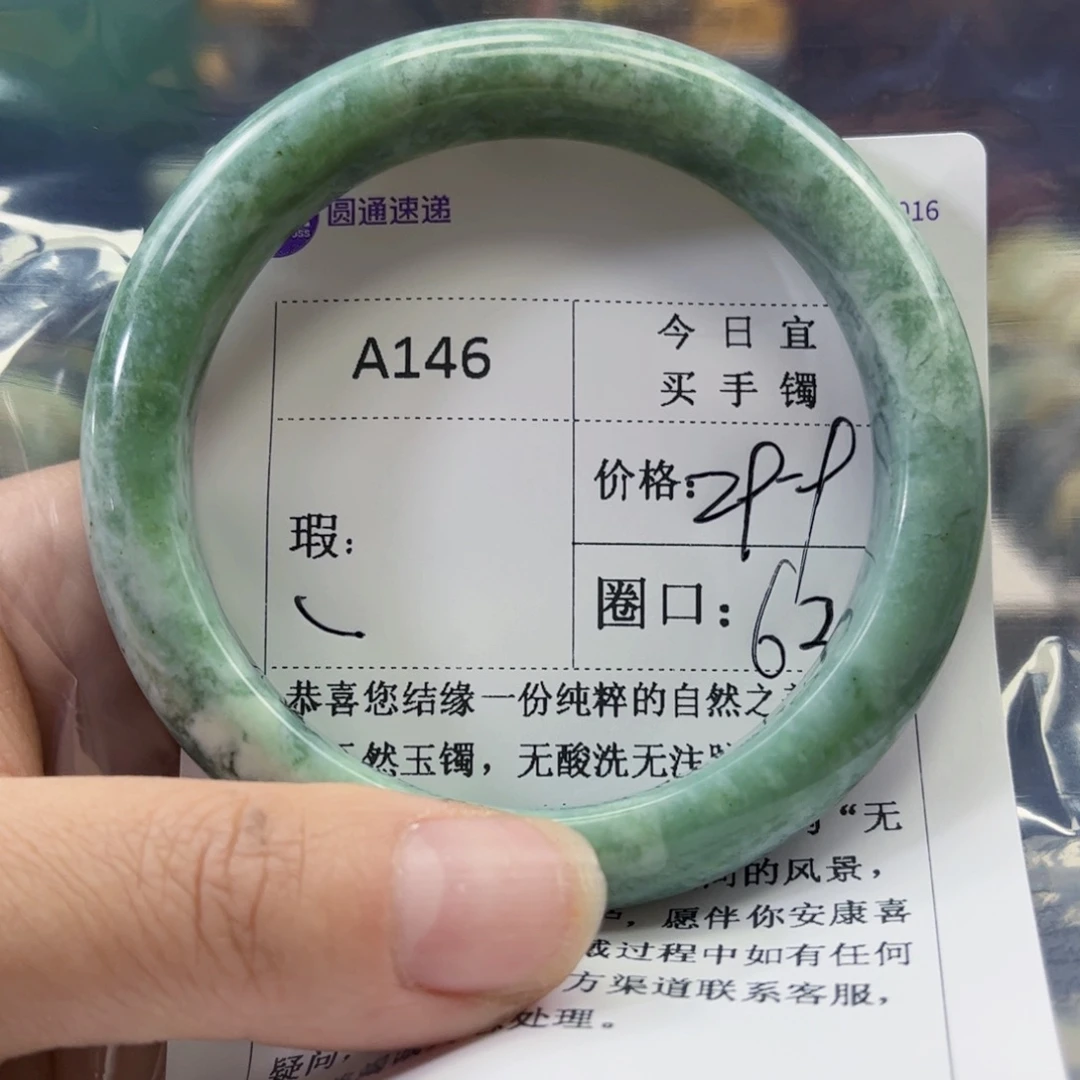 圆通速递
016
A146
今日宜
买手镯
价格:
瑕:
圈口:62
恭喜您结缘一份纯粹的自然之
然玉镯,无酸洗无注
“无
的风景,
,愿伴你安康喜
过程中如有任何
方渠道联系客服,
处理。
疑问,